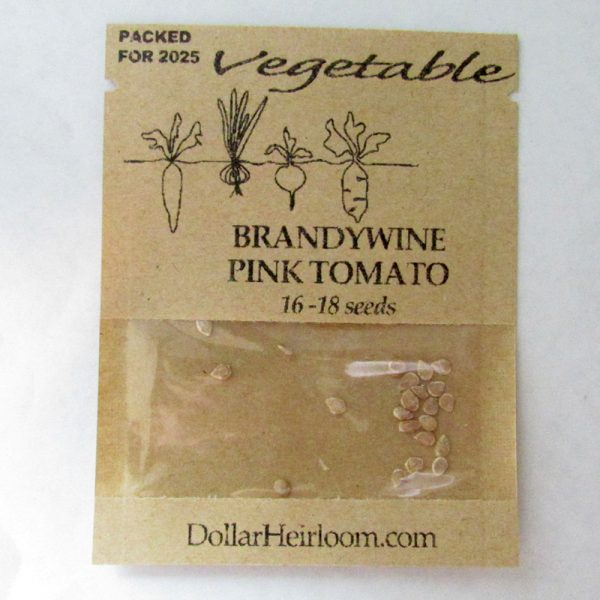 PACKED
FOR 2025
Vegetable
BRANDYWINE
PINK TOMATO
16-18 seeds
DollarHeirloom.com